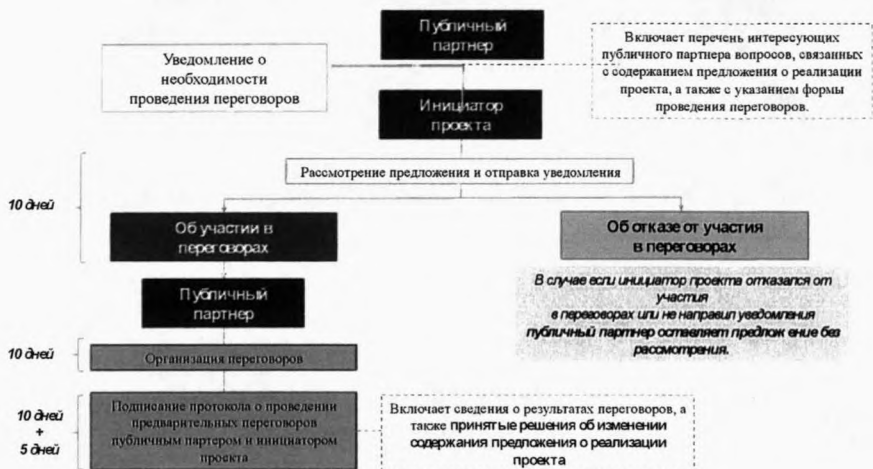 Публичный
партнер
Уведомление о
необходимости
проведения переговоров
Включает перечень интересующих
публичного партнера вопросов, связанных
с содержанием предложения о реализации
проекта, а также с указанием формы
проведения переговоров.
Инициатор
проекта
Рассмотрение предложения и отправка уведомления
10 дней
Об участии в
переговорах
Об отказе от участия
в переговорах
Публичный
партнер
В случае если инициатор проекта отказался от
участия
в переговорах или не направил уведомления
публичный партнер оставляет предлож ение без
рассмотрения.
10 дней
Организация переговоров
10 дней
+
5 дней
Подписание протокола о проведении
предварительных переговоров
публичным партером и инициатором
проекта
Включает сведения о результатах переговоров, а
также принятые решения об изменении
содержания предложения о реализации
проекта